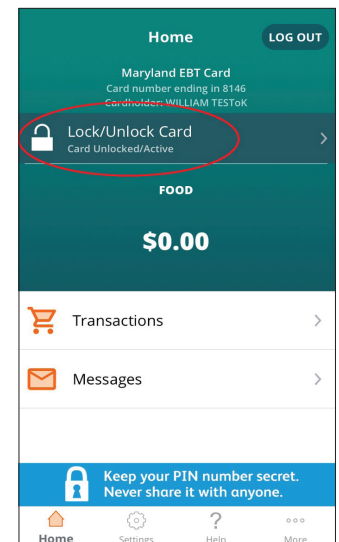 Home
LOG OUT
Maryland EBT Card
Card number ending in 8146
Cardholder: WILLIAM TESToK
Lock/Unlock Card
Card Unlocked/Active
FOOD
$0.00
Transactions
Messages
Keep your PIN number secret.
Never share it with anyone.
Home Settings Help More